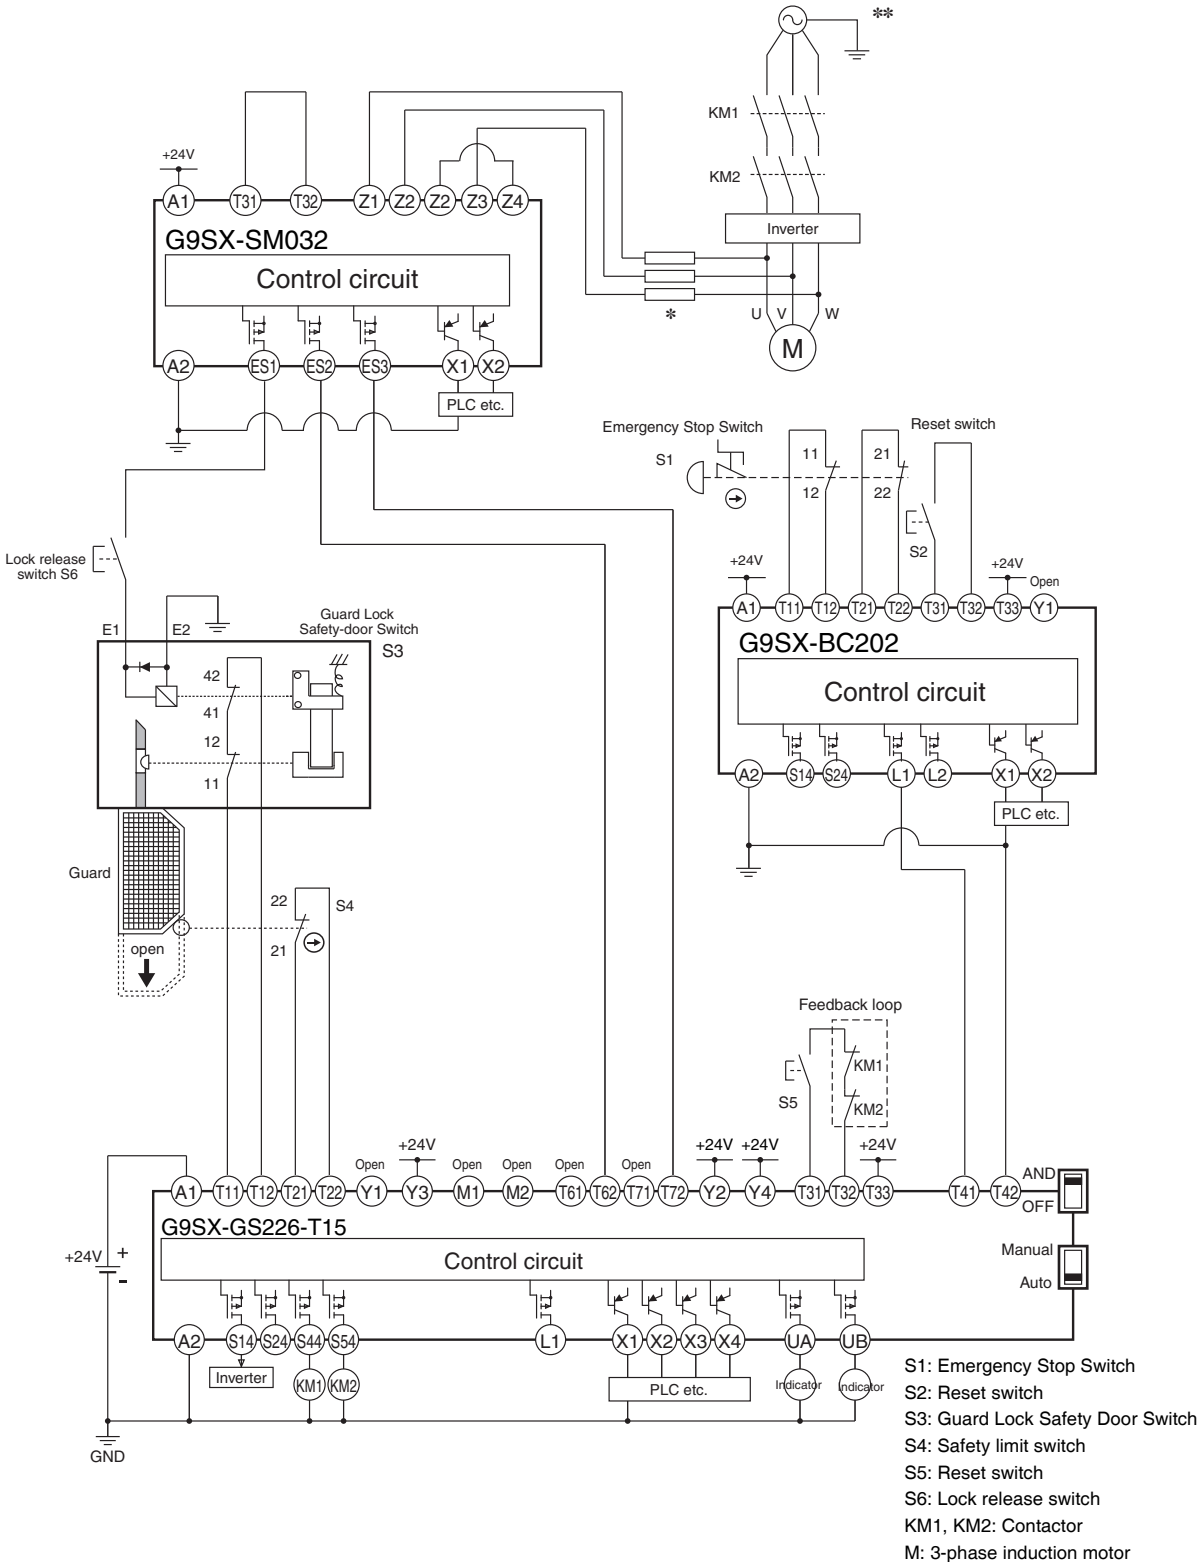 **
KM1
+24V
KM2
A1 T31 T32 Z1 Z2 Z2 Z3 Z4
Inverter
G9SX-SM032
Control circuit
*
U V W
M
A2 ES1 ES2 ES3 X1 X2
PLC etc.
Emergency Stop Switch
Reset switch
S1
11
12
21
22
S2
Lock release
switch S6
+24V
+24V
Open
A1 T11 T12 T21 T22 T31 T32 T33 Y1
Guard Lock
Safety-door Switch
S3
E1 E2
G9SX-BC202
Control circuit
42
41
12
11
A2 S14 S24 L1 L2 X1 X2
PLC etc.
Guard
22
21
S4
open
Feedback loop
KM1
KM2
S5
Open
+24V
Open
Open
Open
Open
+24V
+24V
+24V
A1 T11 T12 T21 T22 Y1 Y3 M1 M2 T61 T62 T71 T72 Y2 Y4 T31 T32 T33 T41 T42
AND
OFF
G9SX-GS226-T15
Control circuit
Manual
Auto
+24V
+
-
A2 S14 S24 S44 S54 L1 X1 X2 X3 X4 UA UB
Inverter
KM1 KM2
PLC etc.
Indicator
Indicator
GND
S1: Emergency Stop Switch
S2: Reset switch
S3: Guard Lock Safety Door Switch
S4: Safety limit switch
S5: Reset switch
S6: Lock release switch
KM1, KM2: Contactor
M: 3-phase induction motor